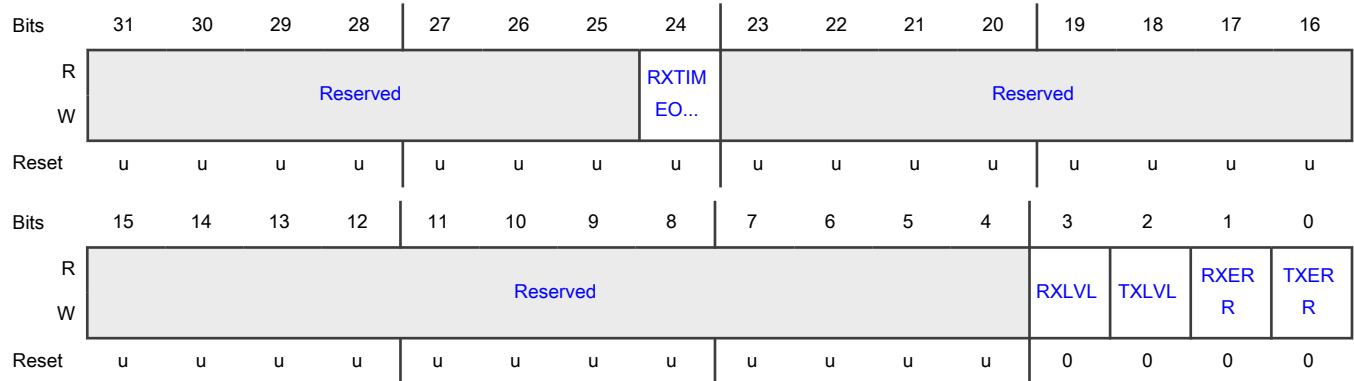 Bits 31 30 29 28 27 26 25 24 23 22 21 20 19 18 17 16
R Reserved RXTIM Reserved
W EO...
Reset u u u u u u u u u u u u u u u u
Bits 15 14 13 12 11 10 9 8 7 6 5 4 3 2 1 0
R Reserved RXLVL TXLVL RXER TXER
W R R
Reset u u u u u u u u u u u u 0 0 0 0